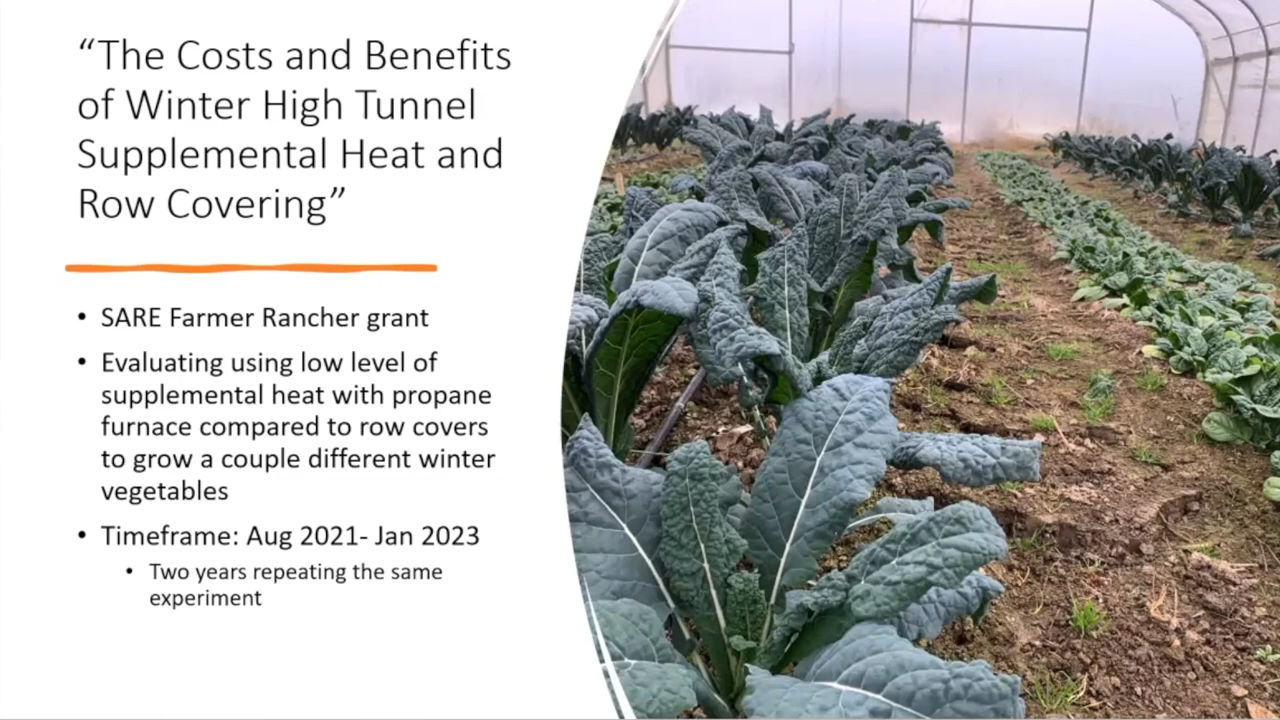 “The Costs and Benefits
of Winter High Tunnel
Supplemental Heat and
Row Covering”
• SARE Farmer Rancher grant
• Evaluating using low level of
supplemental heat with propane
furnace compared to row covers
to grow a couple different winter
vegetables
• Timeframe: Aug 2021- Jan 2023
• Two years repeating the same
experiment